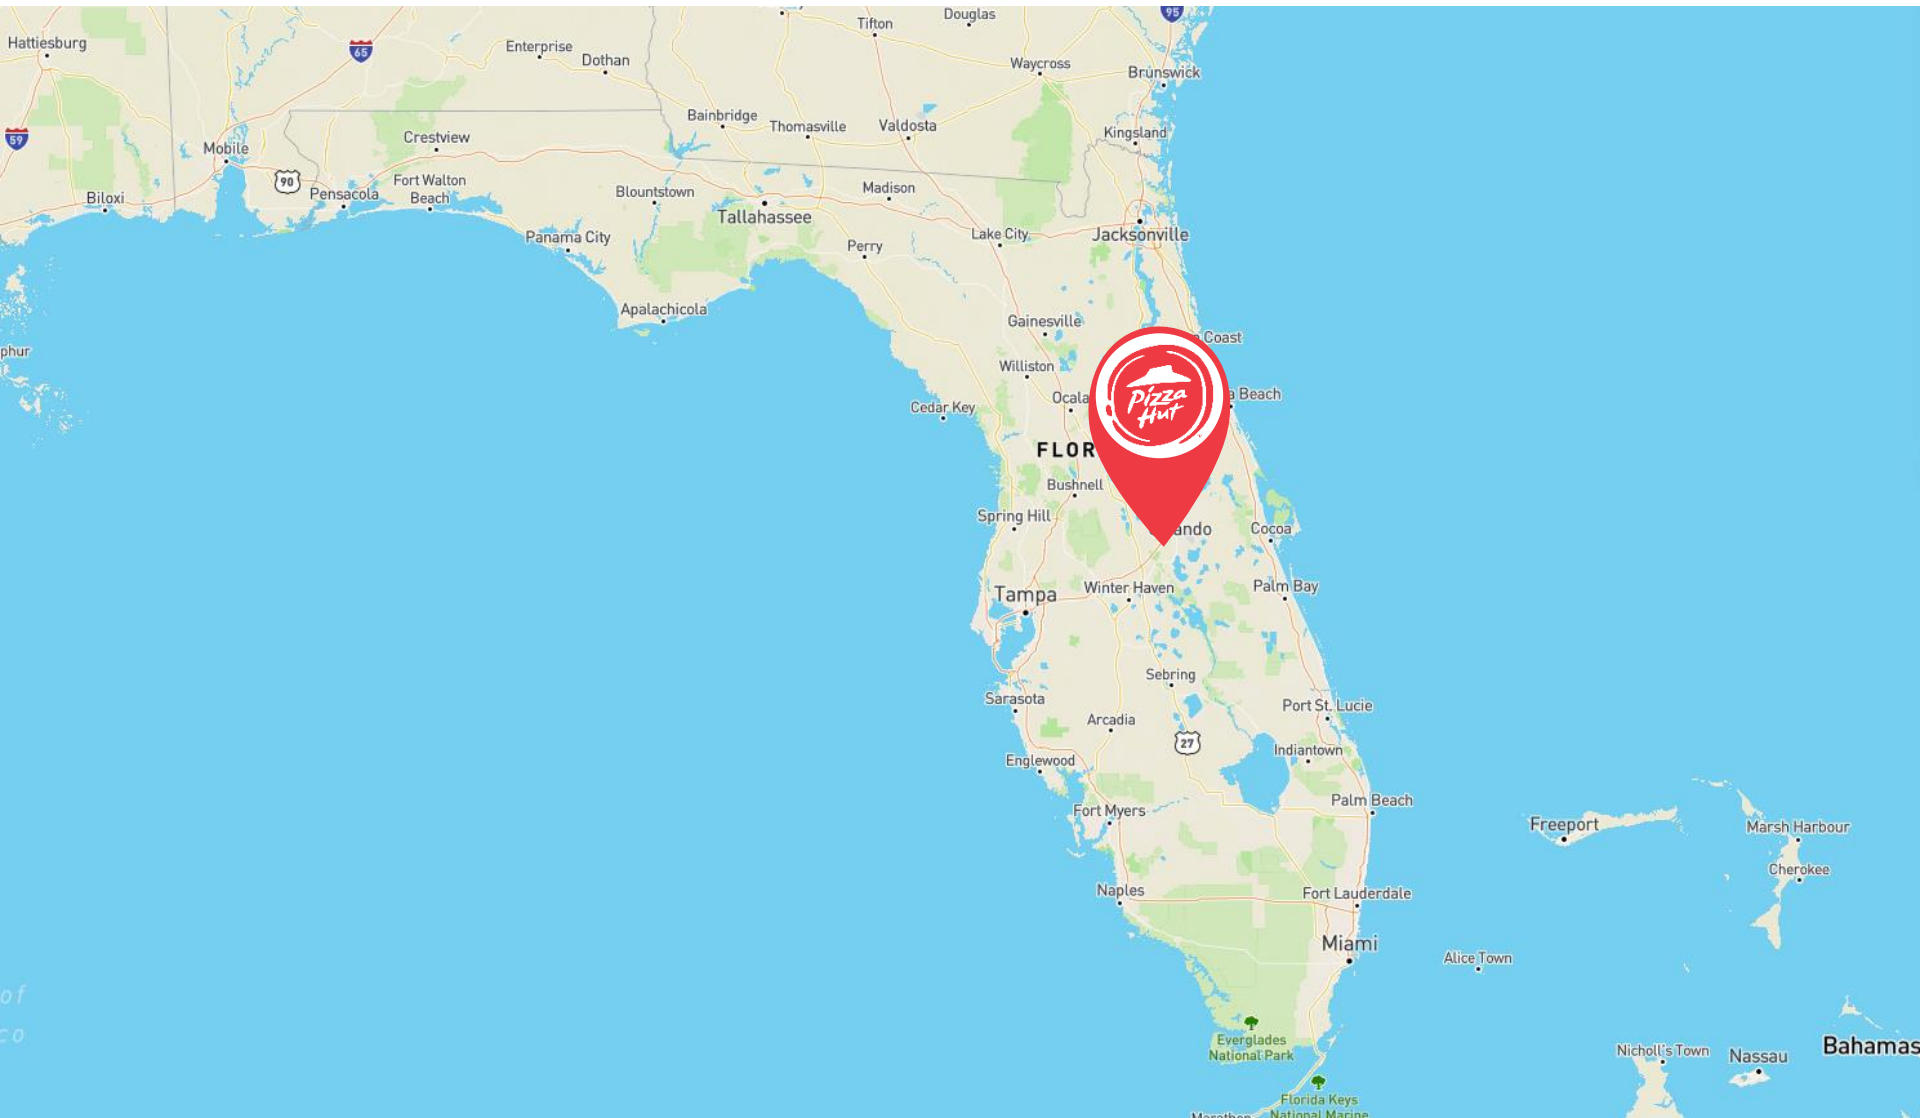 Tifton
Douglas
95
Hattiesburg
65
Enterprise
Dothan
Waycross
Brunswick
59
Bainbridge
Thomasville
Valdosta
Kingsland
Crestview
Mobile
90
Pensacola
Fort Walton
Beach
Biloxi
Blountstown
Madison
Tallahassee
Panama City
Perry
Lake City
Jacksonville
Apalachicola
Gainesville
Coast
phur
Williston
Ocala
Beach
Pizza
Hut
Cedar Key
FLOR
Bushnell
Spring Hill
ando
Cocoa
Tampa
Winter Haven
Palm Bay
Sebring
Sarasota
Port St. Lucie
Arcadia
27
Indiantown
Englewood
Palm Beach
Fort Myers
Freeport
Marsh Harbour
Cherokee
Naples
Fort Lauderdale
Miami
Alice Town
of
co
Everglades
National Park
Nicholl's Town
Nassau
Bahamas
Florida Keys
National Marine
Marathon